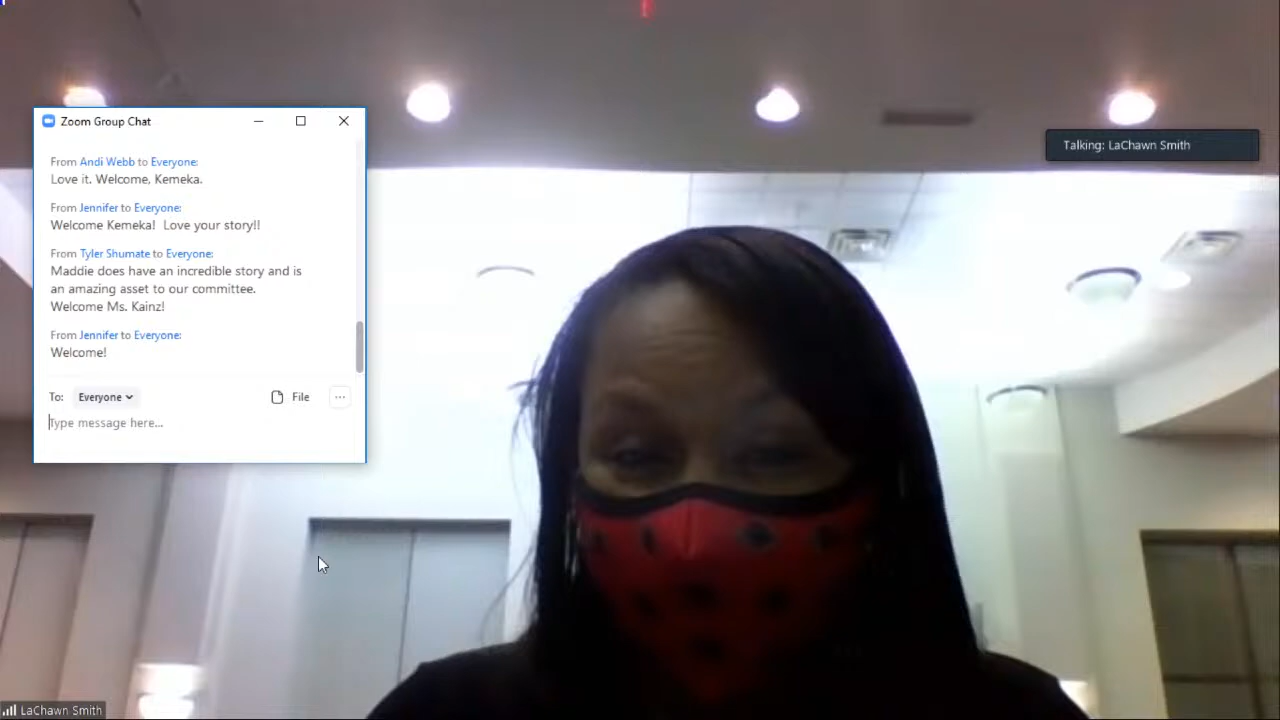 Zoom Group Chat
From Andi Webb to Everyone:
Love it. Welcome, Kemeka.
From Jennifer to Everyone:
Welcome Kemeka!  Love your story!!
From Tyler Shumate to Everyone:
Maddie does have an incredible story and is
an amazing asset to our committee.
Welcome Ms. Kainz!
From Jennifer to Everyone:
Welcome!
To: Everyone File ...
Type message here...
Talking: LaChawn Smith
LaChawn Smith